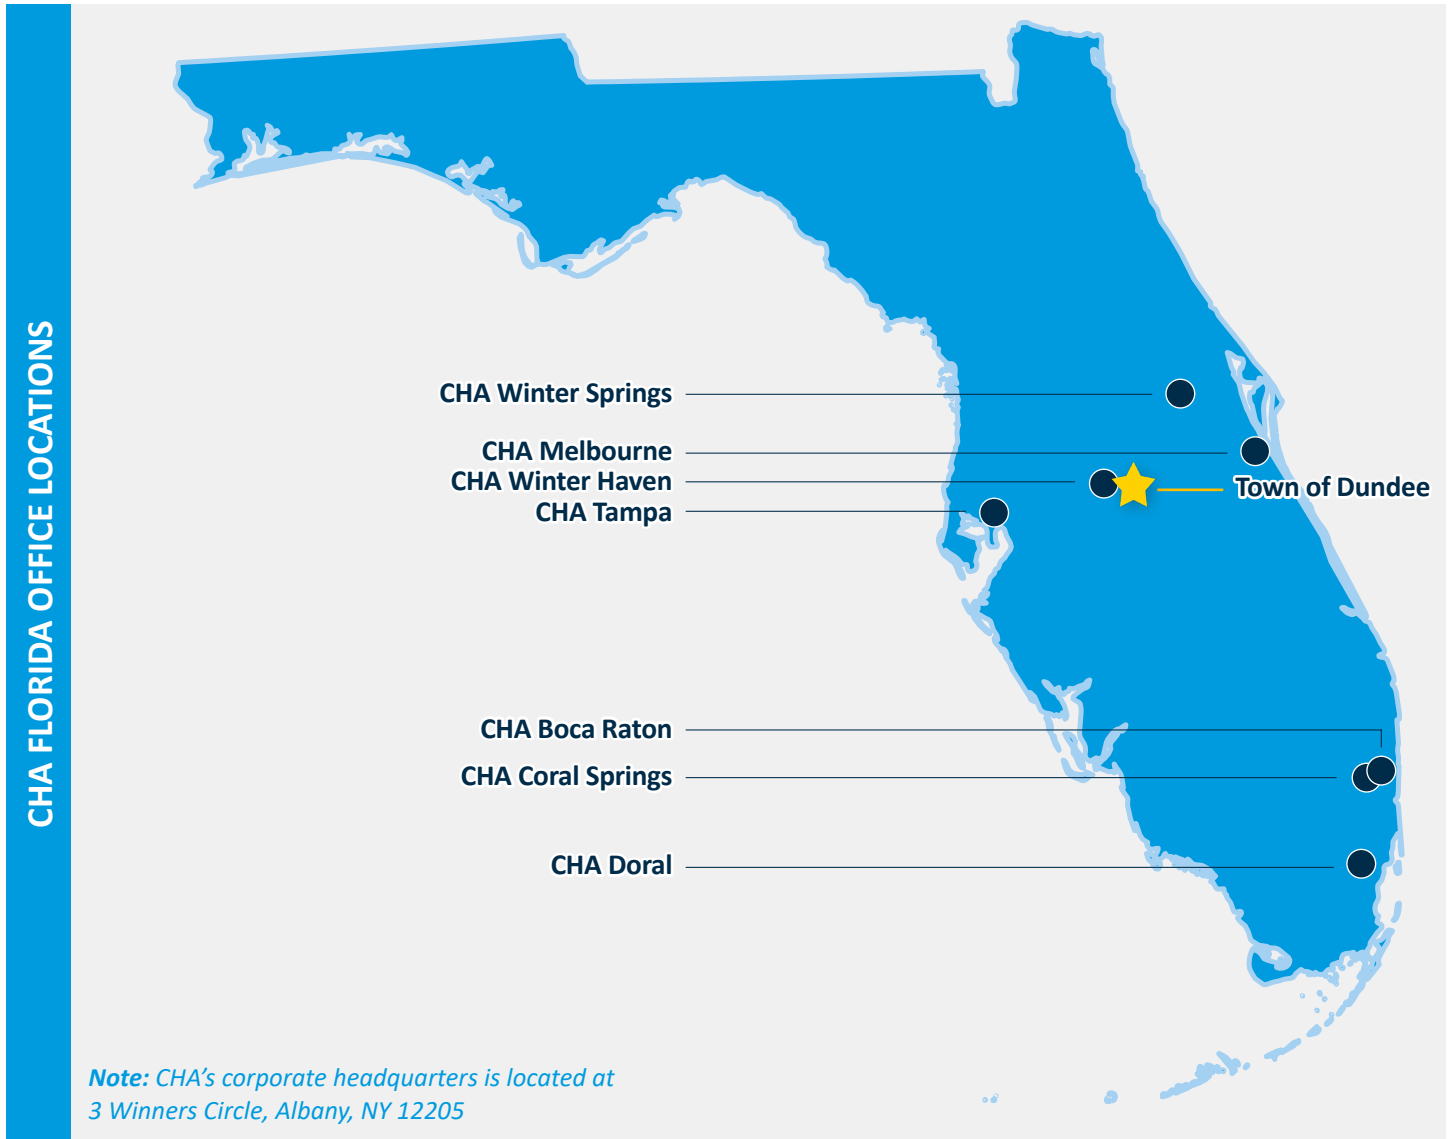 CHA FLORIDA OFFICE LOCATIONS
CHA Winter Springs
CHA Melbourne
CHA Winter Haven
Town of Dundee
CHA Tampa
CHA Boca Raton
CHA Coral Springs
CHA Doral
Note: CHA’s corporate headquarters is located at
3 Winners Circle, Albany, NY 12205